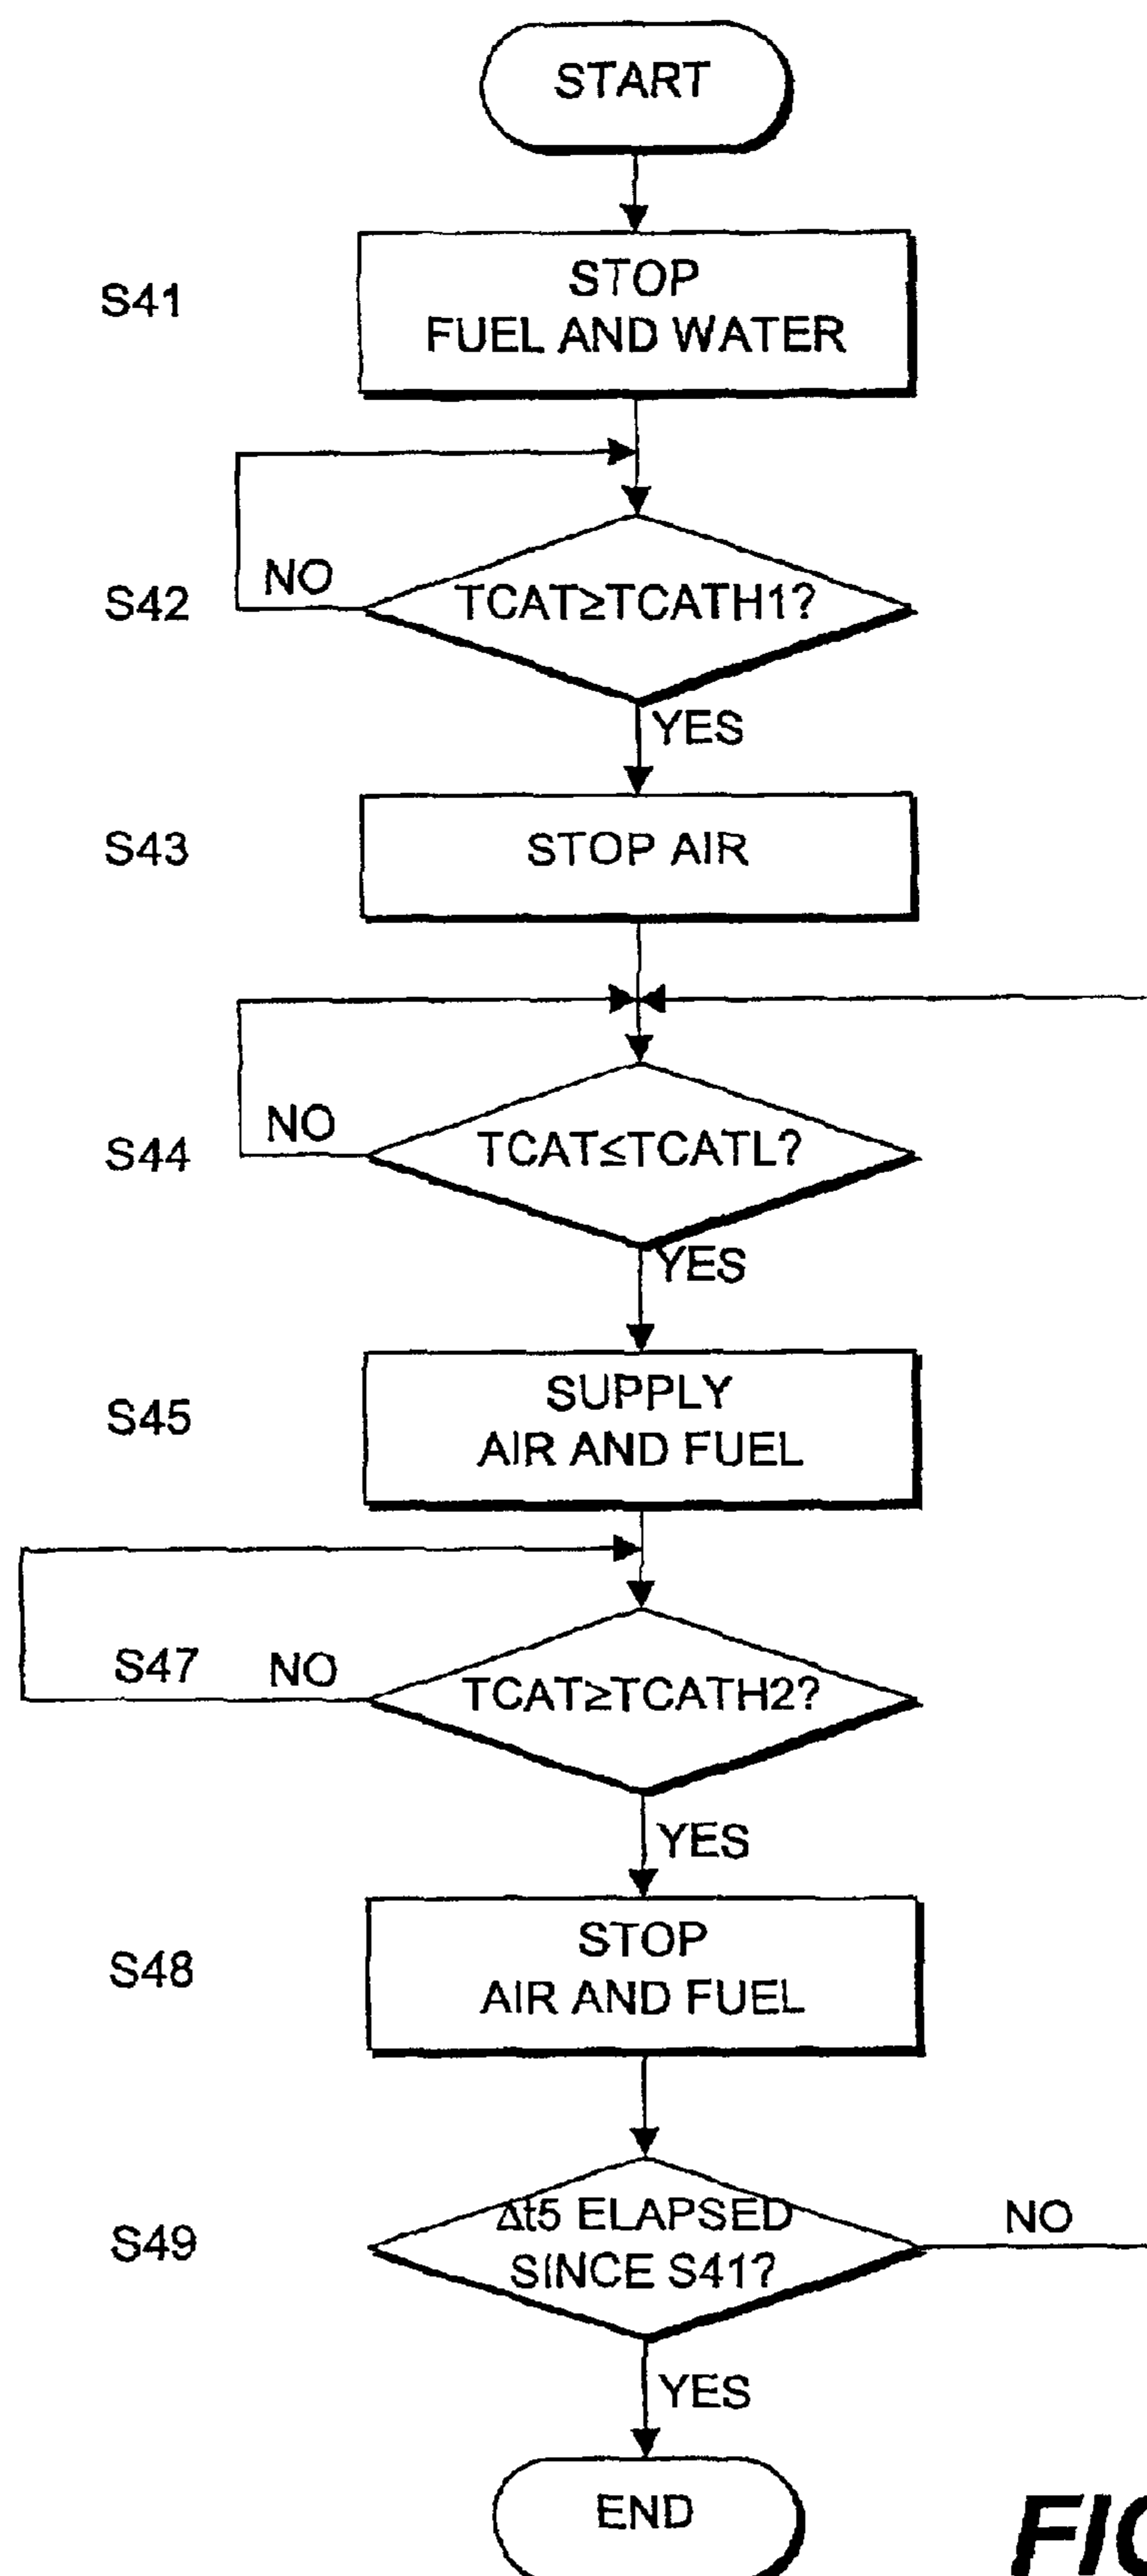 START
S41
STOP
FUEL AND WATER
NO
S42
TCAT≥TCATH1?
YES
S43
STOP AIR
NO
S44
TCAT≤TCATL?
YES
S45
SUPPLY
AIR AND FUEL
S47
NO
TCAT≥TCATH2?
YES
S48
STOP
AIR AND FUEL
S49
Δt5 ELAPSED
SINCE S41?
NO
YES
END